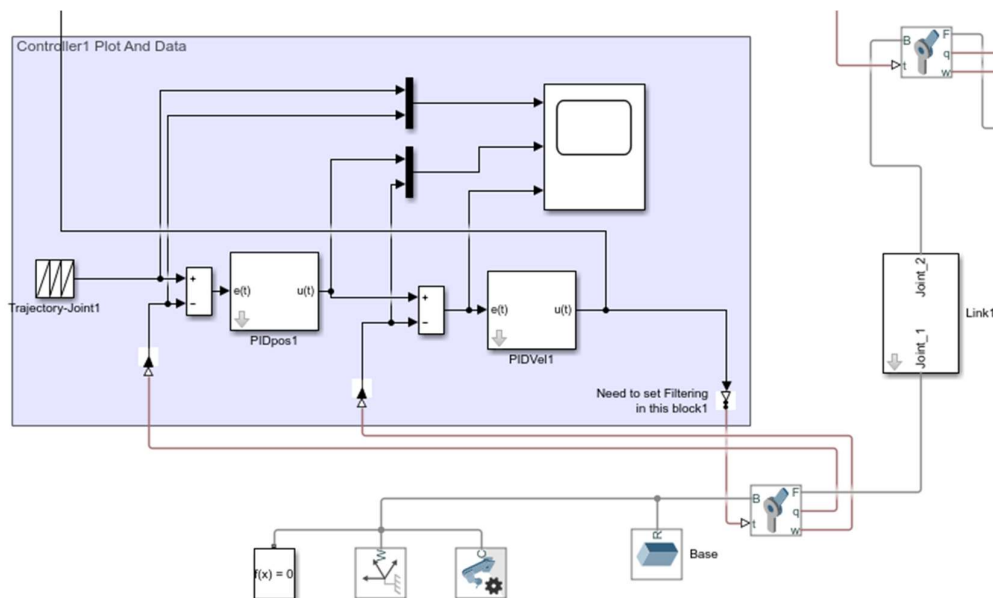 Controller1 Plot And Data
B
F
q
w
t
+
−
e(t)
u(t)
Trajectory-Joint1
PIDpos1
+
−
e(t)
u(t)
PIDVel1
Joint_2
Joint_1
Link1
Need to set Filtering
in this block1
B
F
q
w
t
R
Base
f(x) = 0
W
C